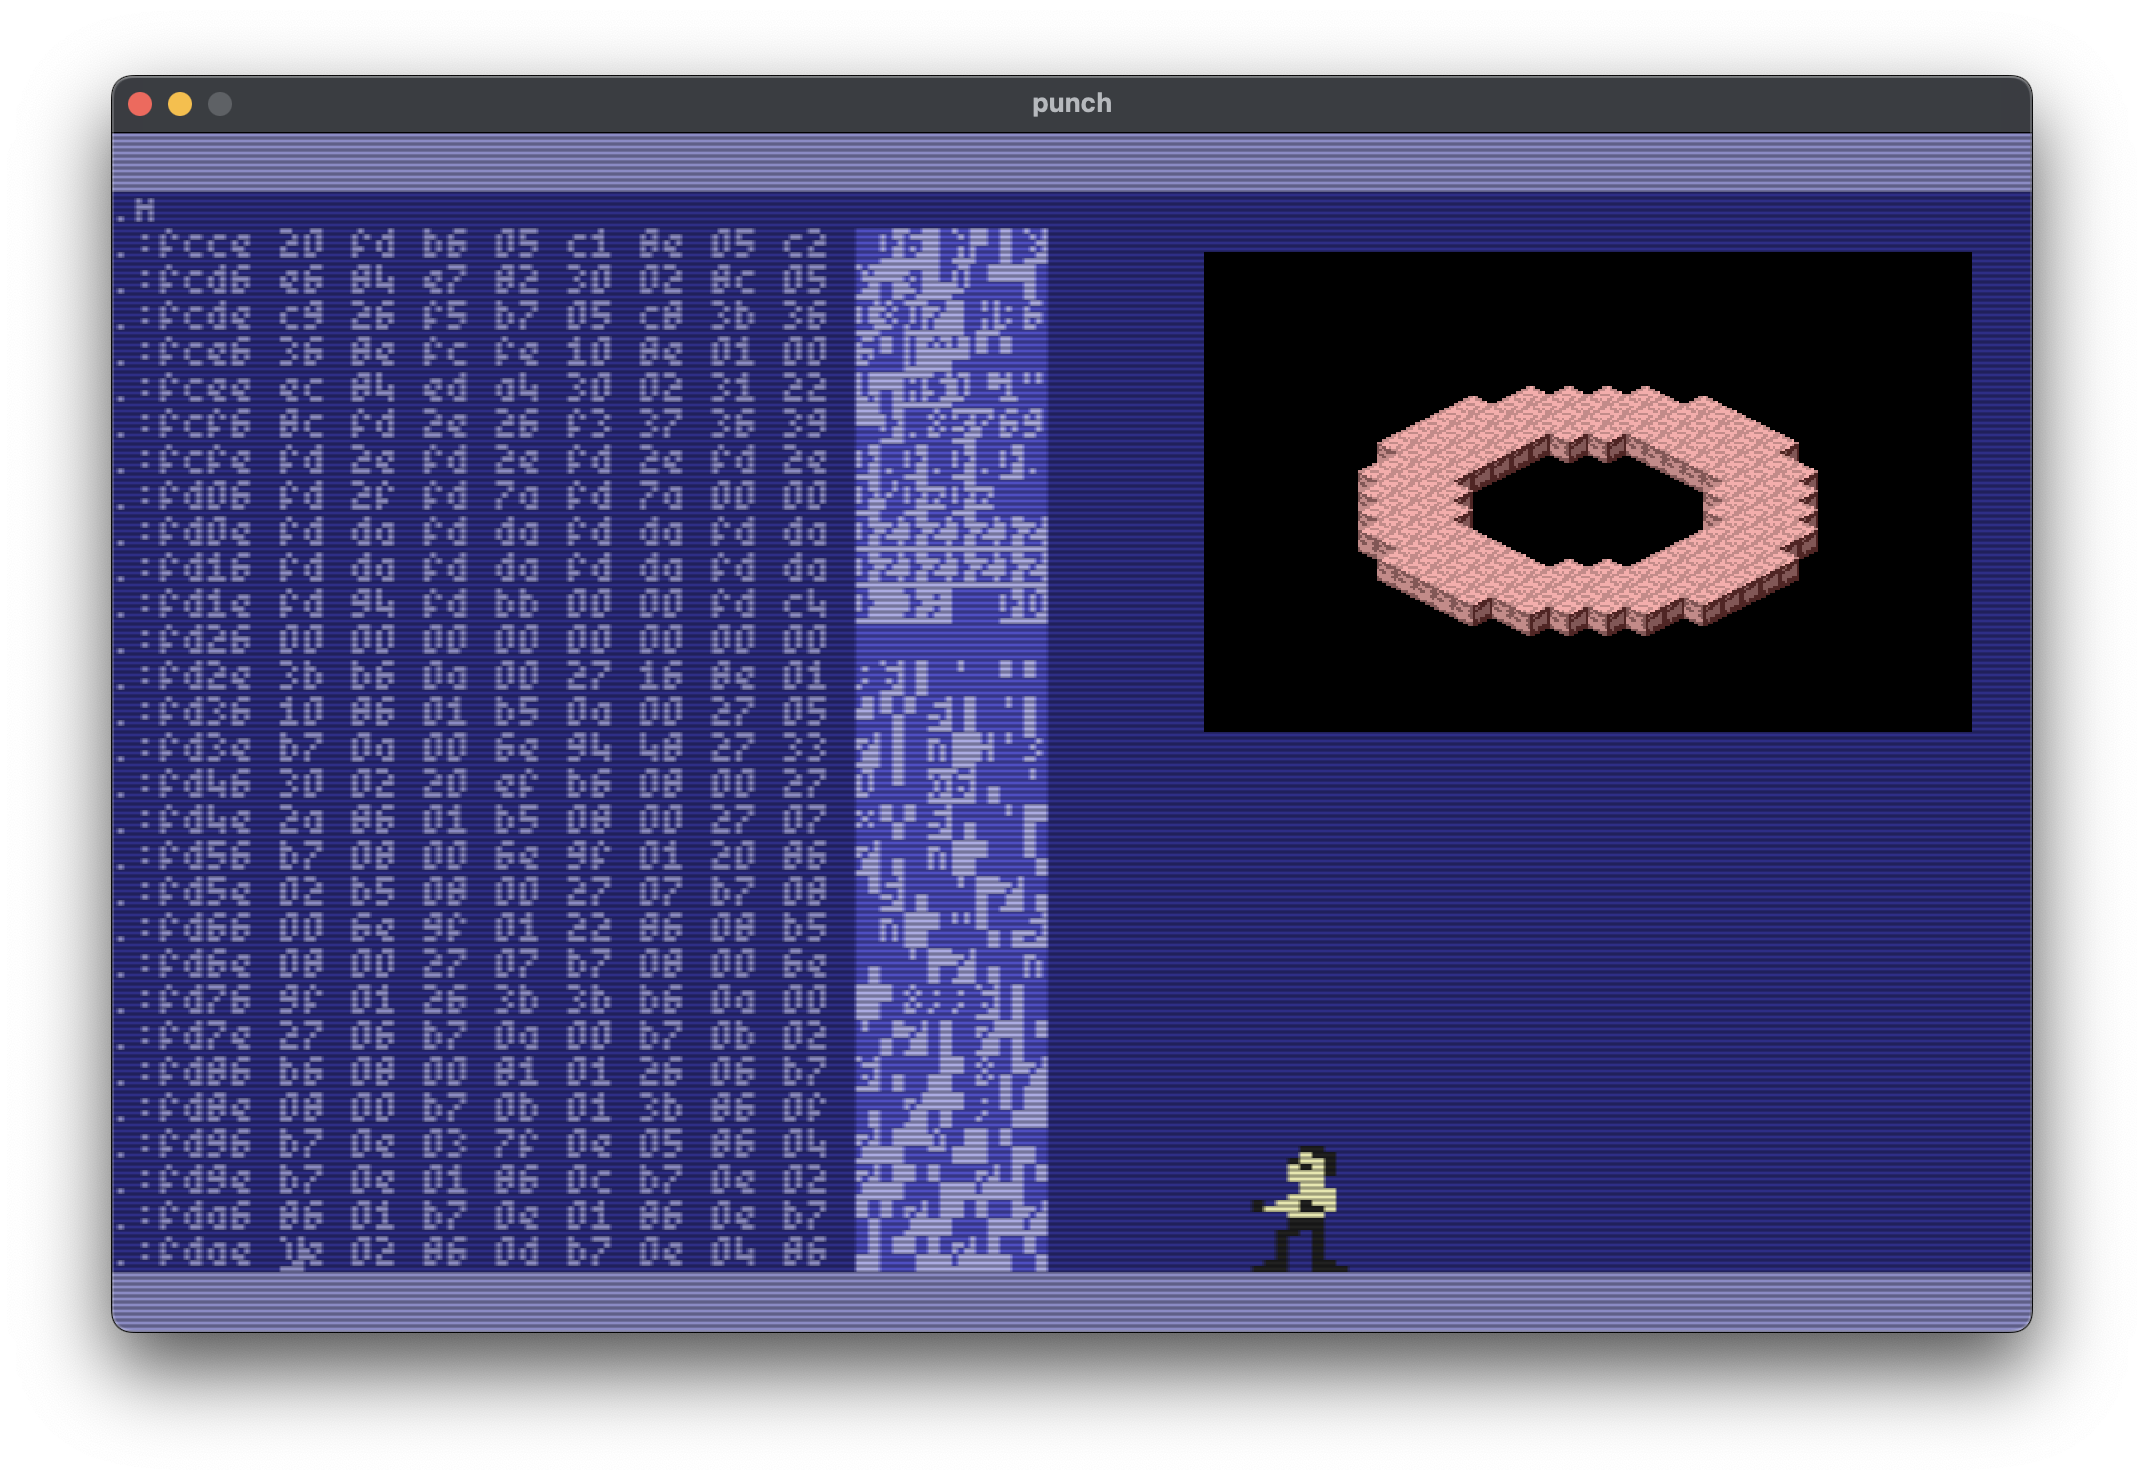 punch
.M
.:fcce 20 fd b6 05 c1 8e 05 c2
.:fcd6 e6 84 e7 82 30 02 8c 05
.:fcde c9 26 f5 b7 05 c8 3b 36
.:fce6 36 8e fc fe 10 8e 01 00
.:fcee ec 84 ed a4 30 02 31 22
.:fcf6 8c fd 2e 26 f3 37 36 39
.:fcfe fd 2e fd 2e fd 2e fd 2e
.:fd06 fd 2f fd 7a fd 7a 00 00
.:fd0e fd da fd da fd da fd da
.:fd16 fd da fd da fd da fd da
.:fd1e fd 94 fd bb 00 00 fd c4
.:fd26 00 00 00 00 00 00 00 00
.:fd2e 3b b6 0a 00 27 16 8e 01
.:fd36 10 86 01 b5 0a 00 27 05
.:fd3e b7 0a 00 6e 94 48 27 33
.:fd46 30 02 20 ef b6 08 00 27
.:fd4e 2a 86 01 b5 08 00 27 07
.:fd56 b7 08 00 6e 9f 01 20 86
.:fd5e 02 b5 08 00 27 07 b7 08
.:fd66 00 6e 9f 01 22 86 08 b5
.:fd6e 08 00 27 07 b7 08 00 6e
.:fd76 9f 01 26 3b 3b b6 0a 00
.:fd7e 27 06 b7 0a 00 b7 0b 02
.:fd86 b6 08 00 81 01 26 06 b7
.:fd8e 08 00 b7 0b 01 3b 86 0f
.:fd96 b7 0e 03 7f 0e 05 86 04
.:fd9e b7 0e 01 86 0c b7 0e 02
.:fda6 86 01 b7 0e 01 86 0e b7
.:fdae 02 86 0d b7 0e 04 86